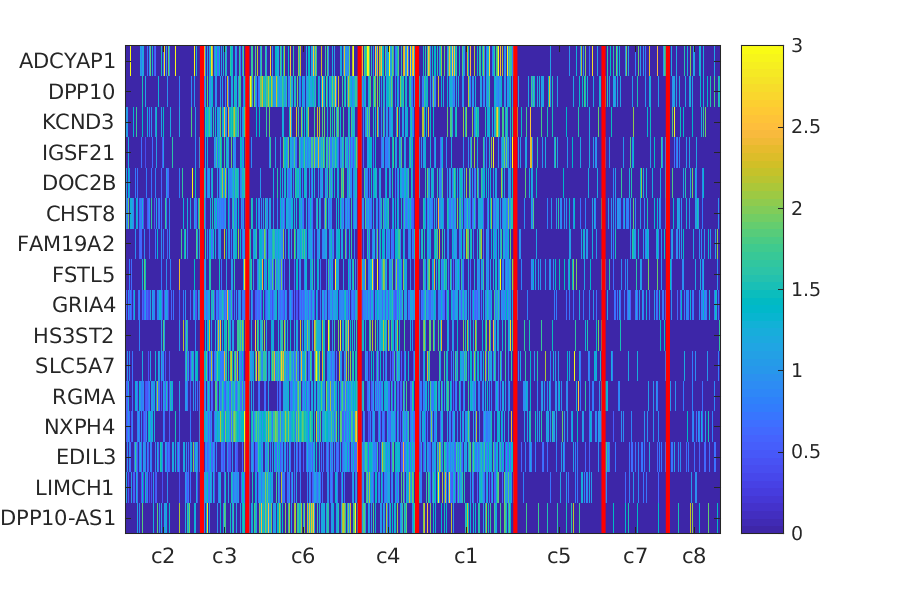 ADCYAP1
DPP10
KCND3
IGSF21
DOC2B
CHST8
FAM19A2
FSTL5
GRIA4
HS3ST2
SLC5A7
RGMA
NXPH4
EDIL3
LIMCH1
DPP10-AS1
c2 c3 c6 c4 c1 c5 c7 c8
3
2.5
2
1.5
1
0.5
0